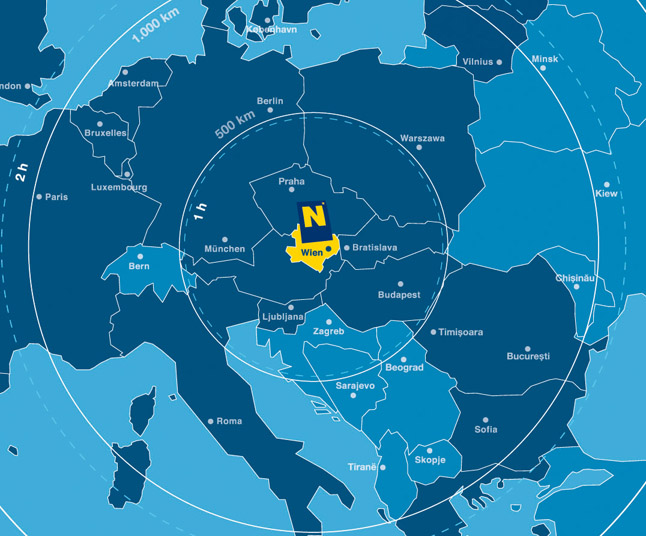 1.000 km
København
ndon
Amsterdam
Vilnius
Minsk
Berlin
500 km
Bruxelles
Warszawa
2 h
Luxembourg
Praha
Paris
Kiew
1 h
N
München
Wien
Bratislava
Bern
Chişinău
Budapest
Ljubljana
Zagreb
Timişoara
Bucureşti
Beograd
Sarajevo
Roma
Sofia
Skopje
Tiranë